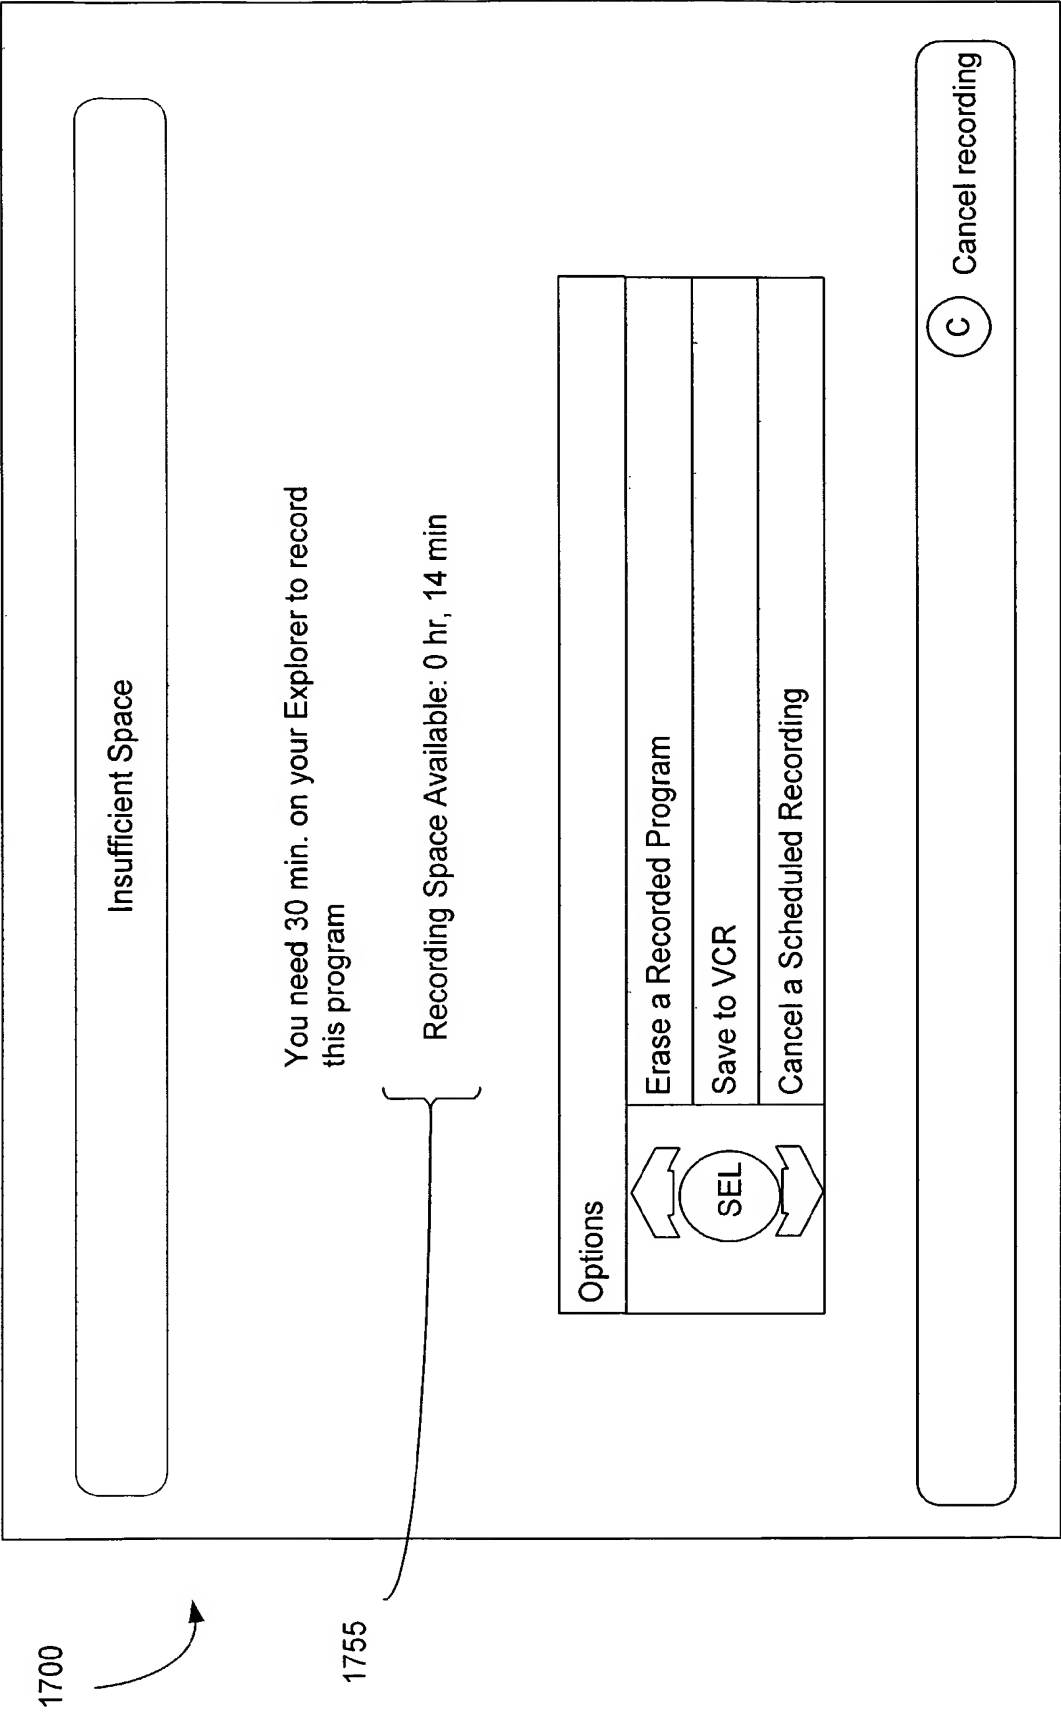 1700
Insufficient Space
You need 30 min. on your Explorer to record
this program
1755
Recording Space Available: 0 hr, 14 min
Options
Erase a Recorded Program
SEL
Save to VCR
Cancel a Scheduled Recording
C Cancel recording